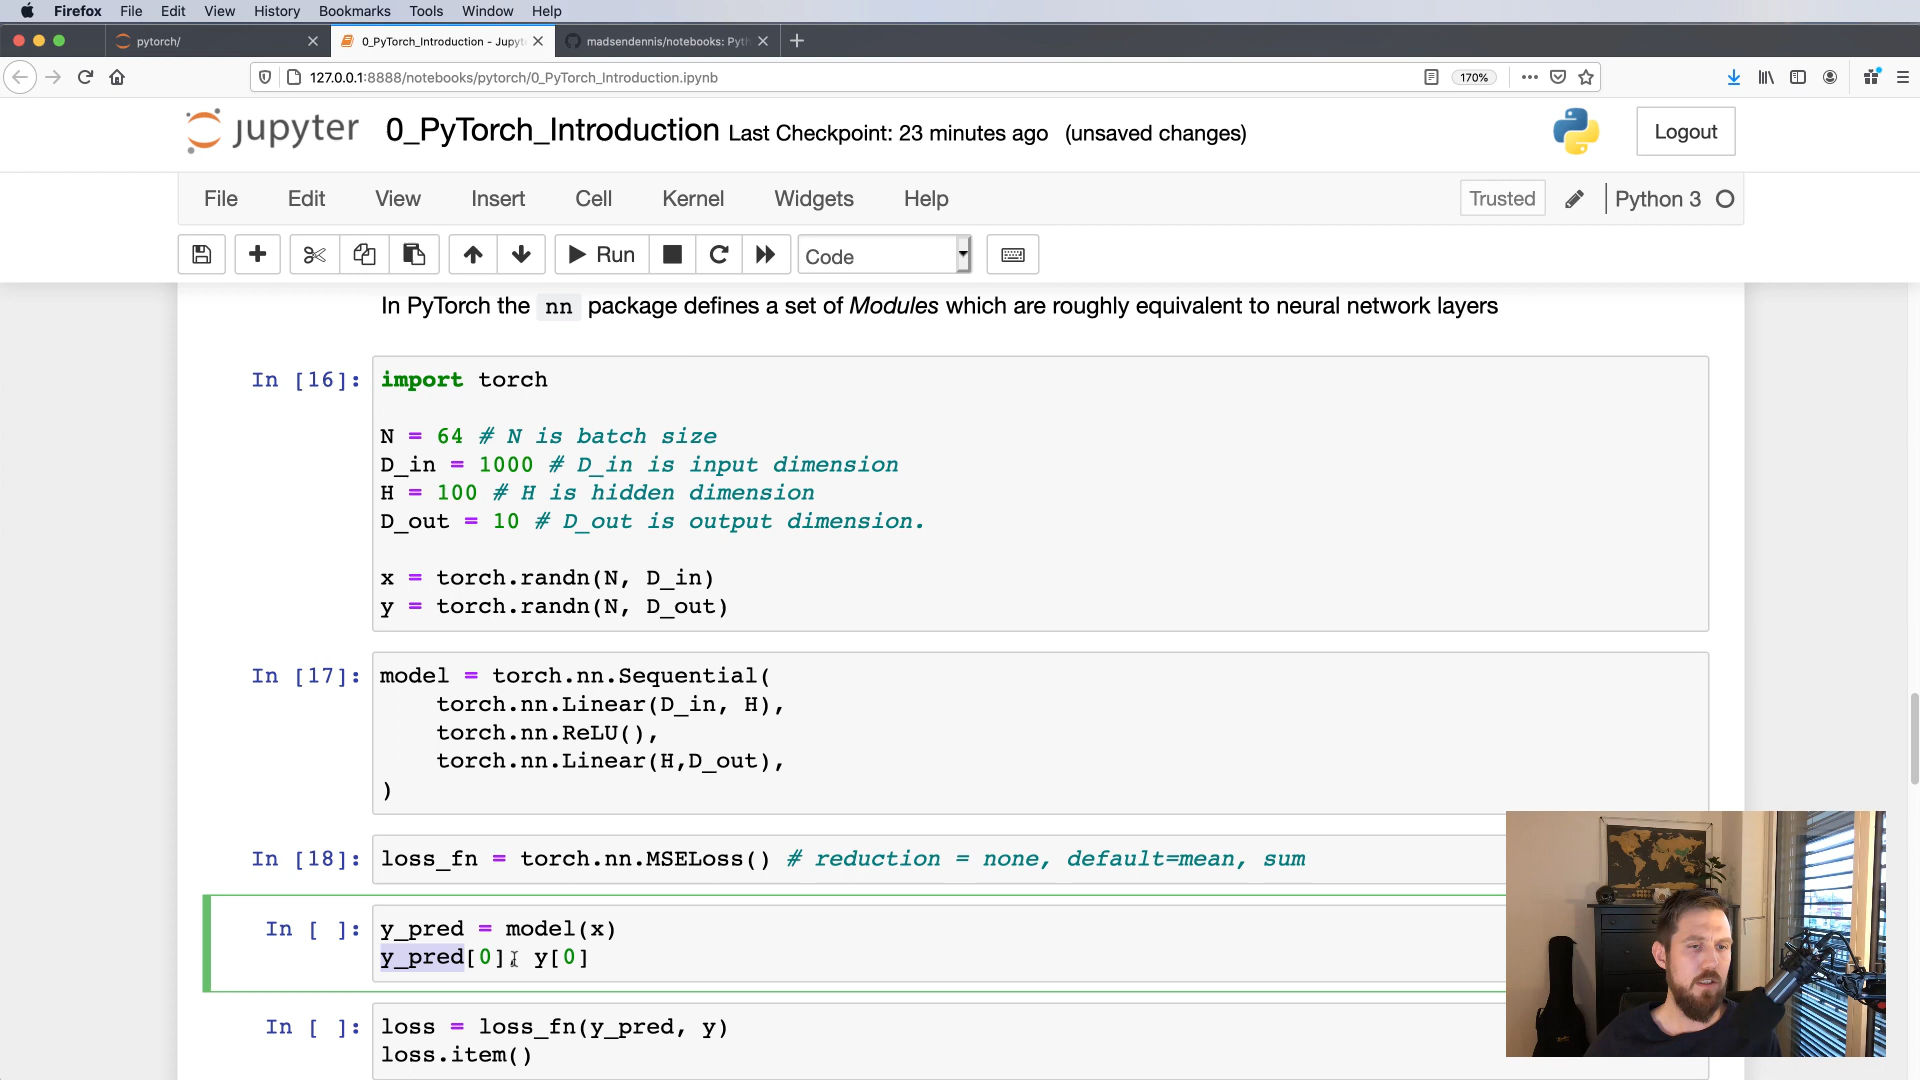 Firefox File Edit View History Bookmarks Tools Window Help
pytorch/
0_PyTorch_Introduction - Jupyt
madsendennis/notebooks: Pyth
127.0.0.1:8888/notebooks/pytorch/0_PyTorch_Introduction.ipynb
170%
jupyter 0_PyTorch_Introduction Last Checkpoint: 23 minutes ago (unsaved changes)
Logout
File Edit View Insert Cell Kernel Widgets Help
Trusted
Python 3
Run
Code
In PyTorch the nn package defines a set of Modules which are roughly equivalent to neural network layers
In [16]: import torch
N = 64 # N is batch size
D_in = 1000 # D_in is input dimension
H = 100 # H is hidden dimension
D_out = 10 # D_out is output dimension.
x = torch.randn(N, D_in)
y = torch.randn(N, D_out)
In [17]: model = torch.nn.Sequential(
torch.nn.Linear(D_in, H),
torch.nn.ReLU(),
torch.nn.Linear(H,D_out),
)
In [18]: loss_fn = torch.nn.MSELoss() # reduction = none, default=mean, sum
In [ ]: y_pred = model(x)
y_pred[0], y[0]
In [ ]: loss = loss_fn(y_pred, y)
loss.item()